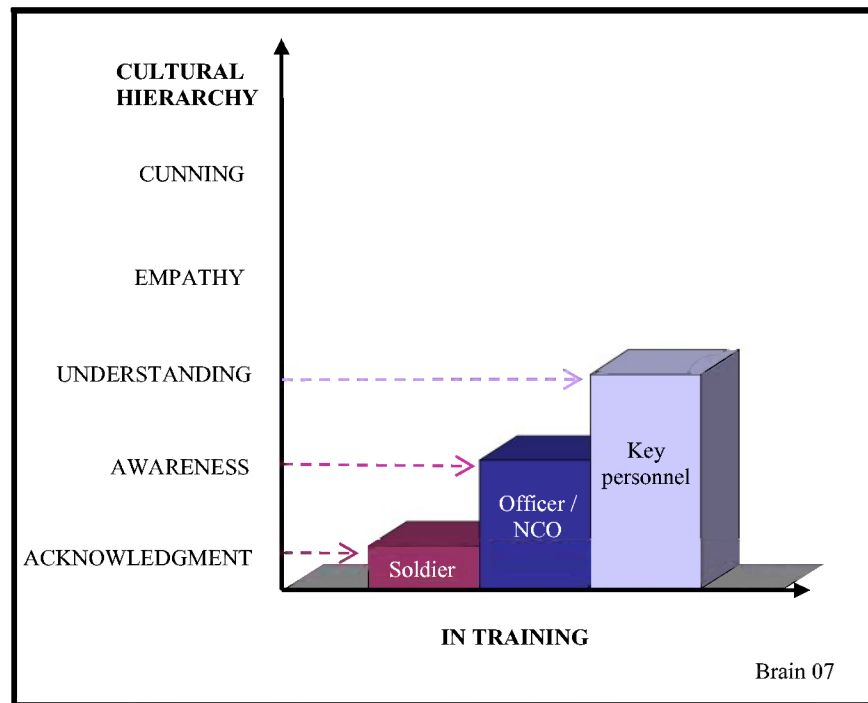 CULTURAL
HIERARCHY
CUNNING
EMPATHY
UNDERSTANDING
AWARENESS
ACKNOWLEDGMENT
Soldier
Officer /
NCO
Key
personnel
IN TRAINING
Brain 07